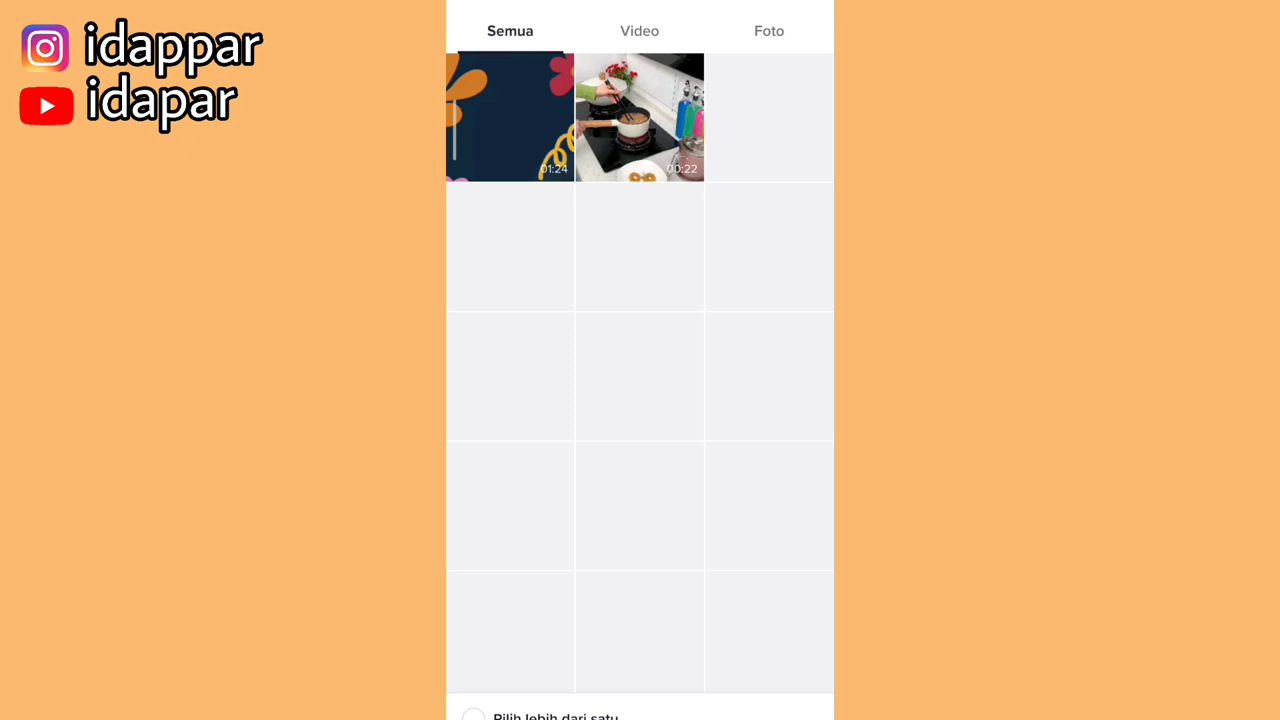 idappar
idapar
Semua Video Foto
01:24 00:22
Pilih lebih dari satu